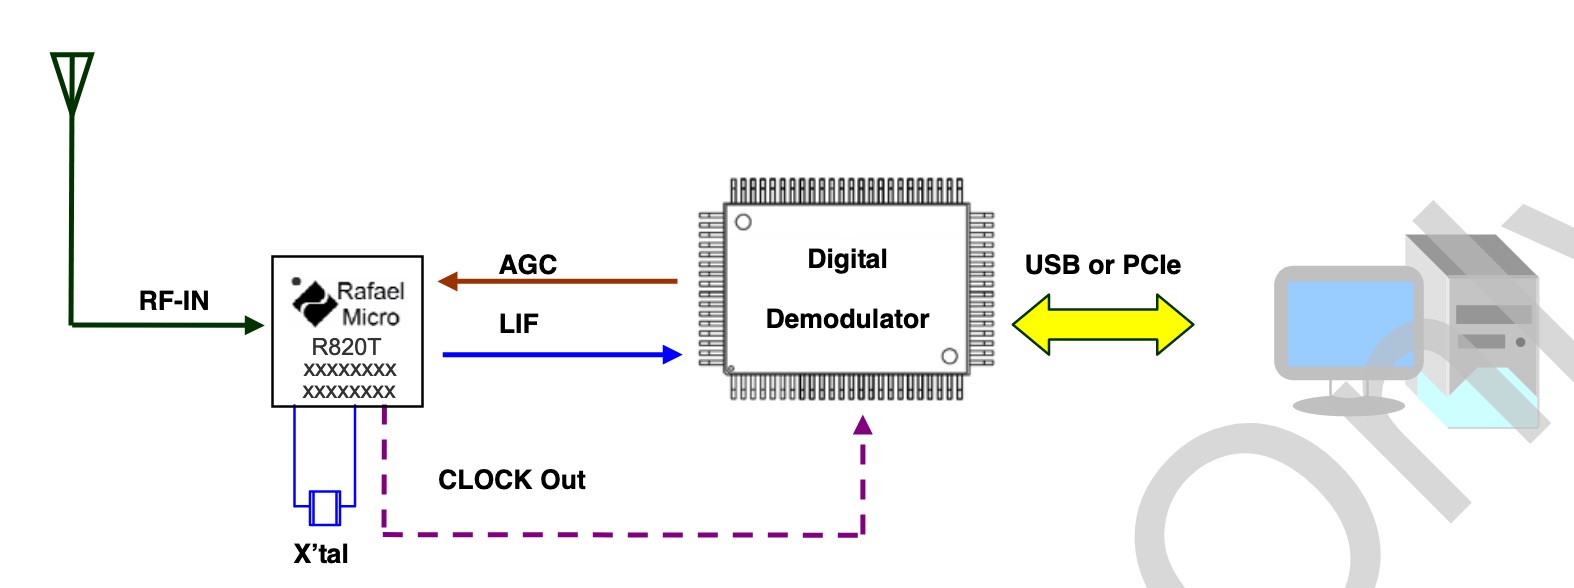 RF-IN
Rafael
Micro
R820T
XXXXXXXX
XXXXXXXX
AGC
LIF
Digital
Demodulator
USB or PCIe
CLOCK Out
X’tal